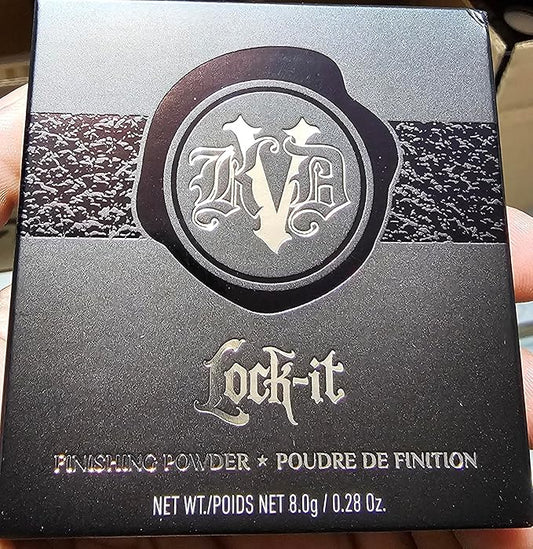 KVD
Lock-it
FINISHING POWDER ★ POUDRE DE FINITION
NET WT./POIDS NET 8.0g / 0.28 Oz.